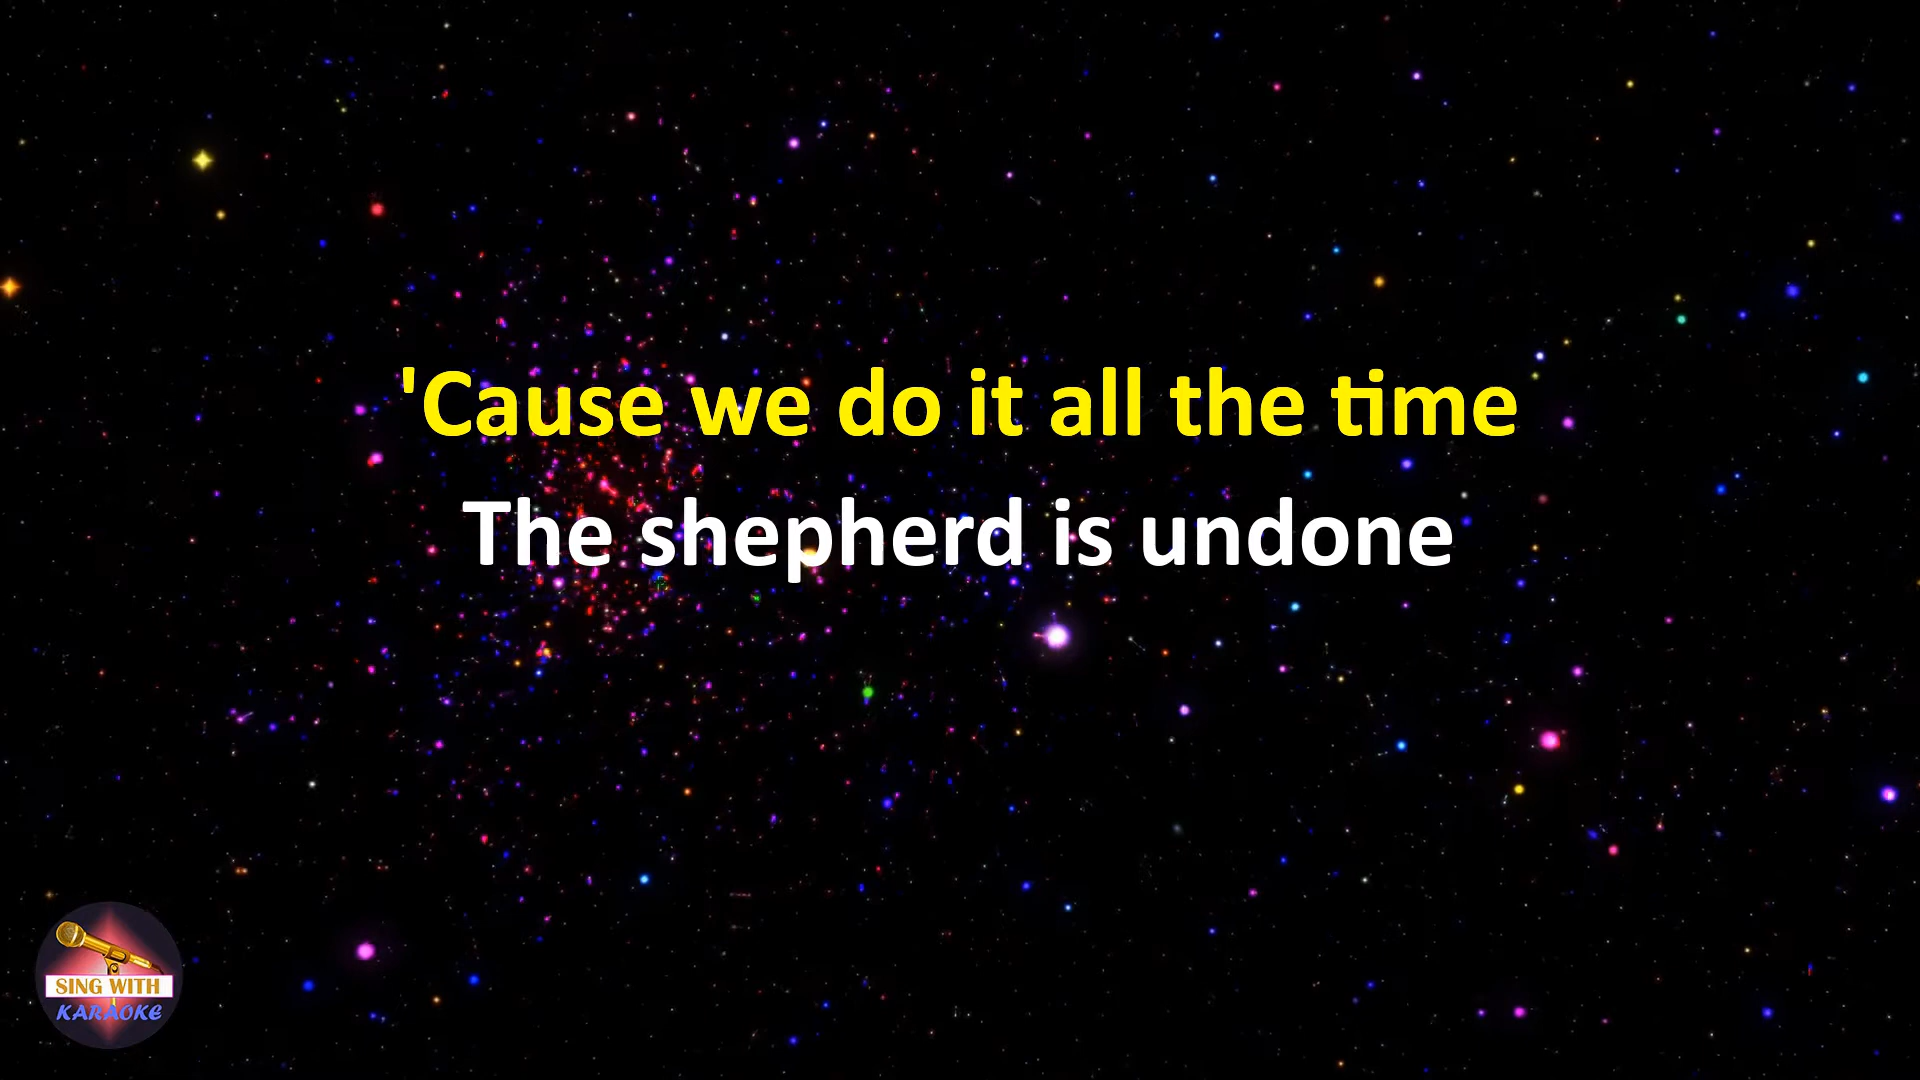 'Cause we do it all the time
The shepherd is undone
SING WITH
KARAOKE